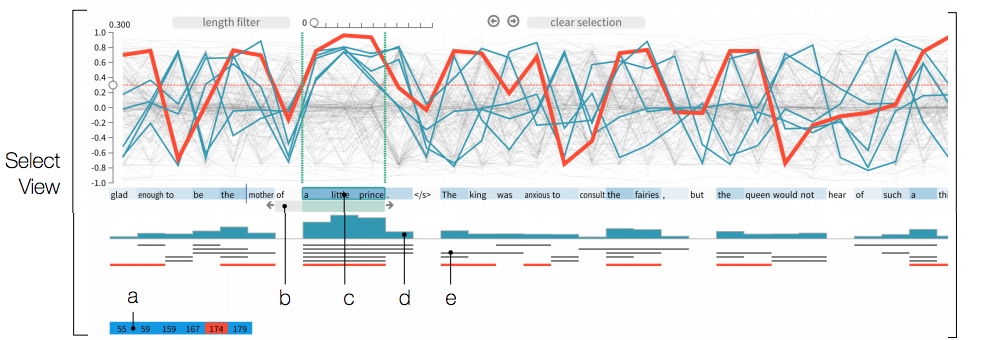 0.300
length filter
0
clear selection
1.0
0.8
0.6
0.4
0.2
0.0
-0.2
-0.4
-0.6
-0.8
-1.0
Select
View
glad enough to be the mother of a little prince . </s> The king was anxious to consult the fairies , but the queen would not hear of such a thi
b c d e
a
55 59 159 167 174 179